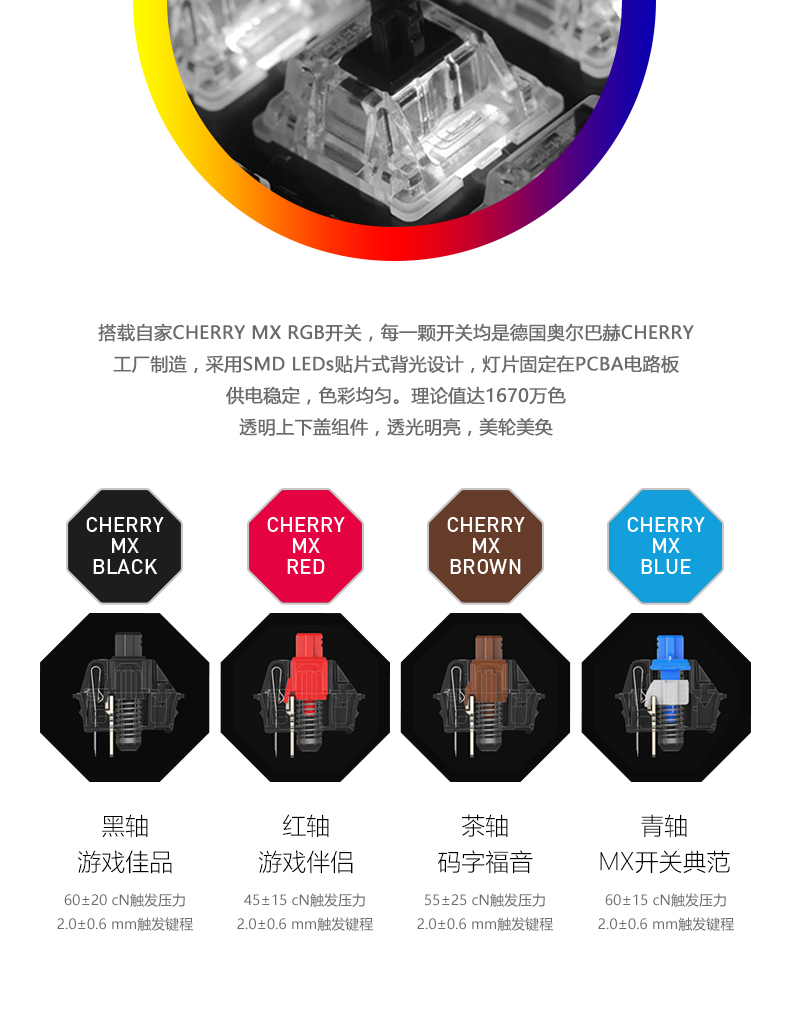 搭载自家CHERRY MX RGB开关，每一颗开关均是德国奥尔巴赫CHERRY
工厂制造，采用SMD LEDs贴片式背光设计，灯片固定在PCBA电路板
供电稳定，色彩均匀。理论值达1670万色
透明上下盖组件，透光明亮，美轮美奂
CHERRY
MX
BLACK
CHERRY
MX
RED
CHERRY
MX
BROWN
CHERRY
MX
BLUE
黑轴
游戏佳品
60±20 cN触发压力
2.0±0.6 mm触发键程
红轴
游戏伴侣
45±15 cN触发压力
2.0±0.6 mm触发键程
茶轴
码字福音
55±25 cN触发压力
2.0±0.6 mm触发键程
青轴
MX开关典范
60±15 cN触发压力
2.0±0.6 mm触发键程